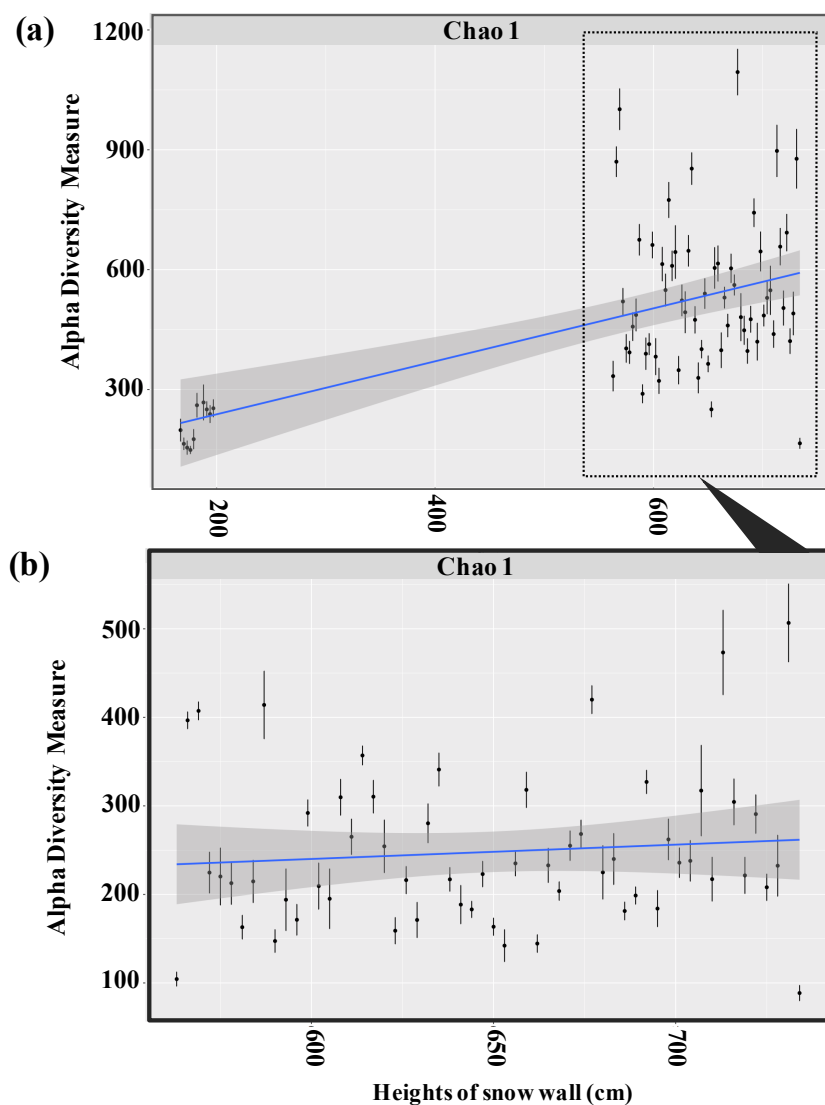 (a)
Chao 1
1200
900
600
300
Alpha Diversity Measure
200
400
600
(b)
Chao 1
500
400
300
200
100
Alpha Diversity Measure
600
650
700
Heights of snow wall (cm)